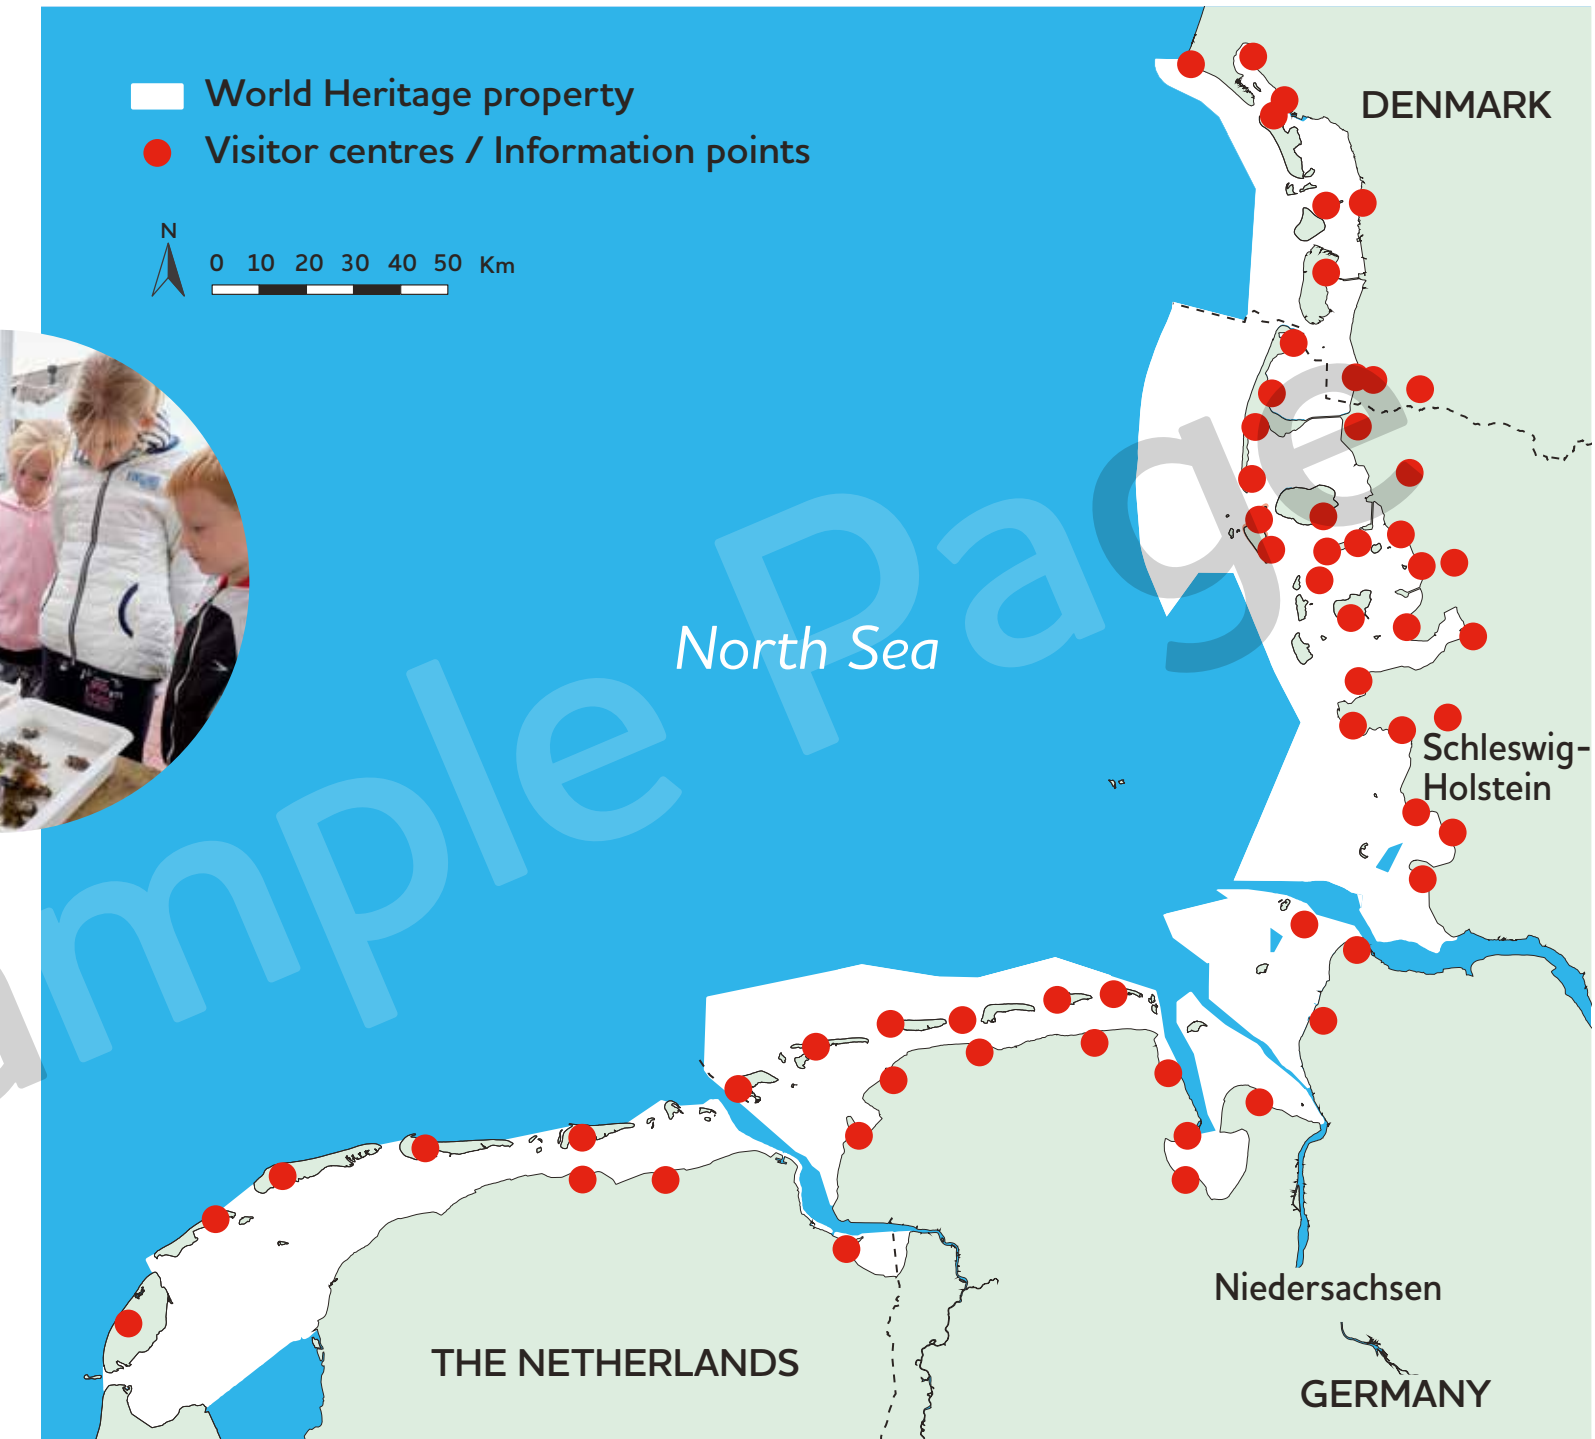 World Heritage property
Visitor centres / Information points
N
0 10 20 30 40 50 Km
DENMARK
North Sea
Schleswig-
Holstein
Niedersachsen
THE NETHERLANDS
GERMANY
mple Page